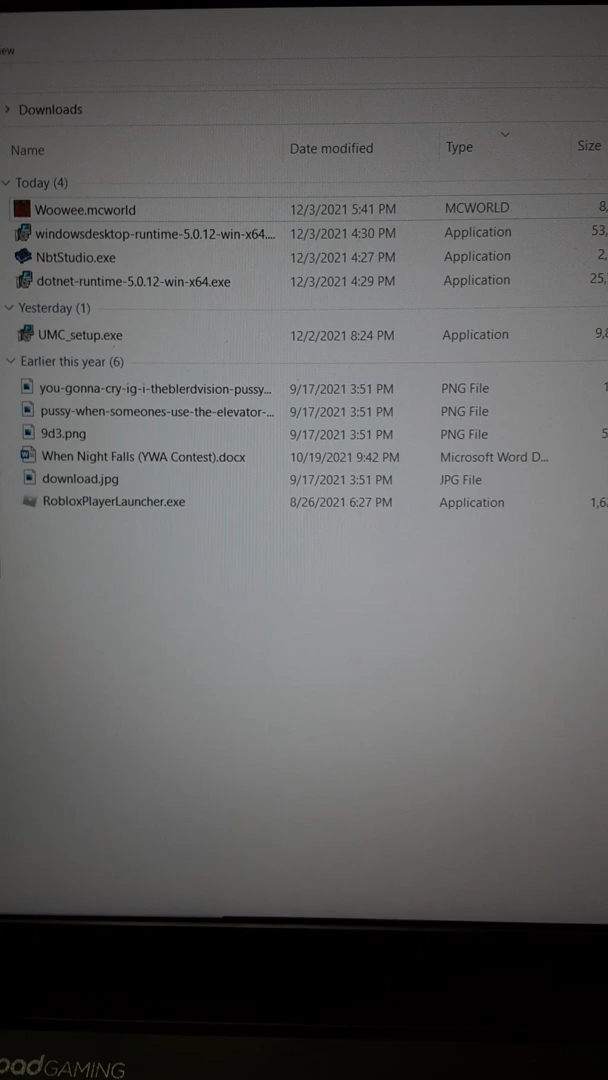 ew
> Downloads
Name Date modified Type Size
Today (4)
Woowee.mcworld 12/3/2021 5:41 PM MCWORLD 8,
windowsdesktop-runtime-5.0.12-win-x64.... 12/3/2021 4:30 PM Application 53,
NbtStudio.exe 12/3/2021 4:27 PM Application 2,
dotnet-runtime-5.0.12-win-x64.exe 12/3/2021 4:29 PM Application 25,
Yesterday (1)
UMC_setup.exe 12/2/2021 8:24 PM Application 9,8
Earlier this year (6)
you-gonna-cry-ig-i-theblerdvision-pussy... 9/17/2021 3:51 PM PNG File 1
pussy-when-someones-use-the-elevator-... 9/17/2021 3:51 PM PNG File
9d3.png 9/17/2021 3:51 PM PNG File 5
When Night Falls (YWA Contest).docx 10/19/2021 9:42 PM Microsoft Word D...
download.jpg 9/17/2021 3:51 PM JPG File
RobloxPlayerLauncher.exe 8/26/2021 6:27 PM Application 1,6
oadGAMING